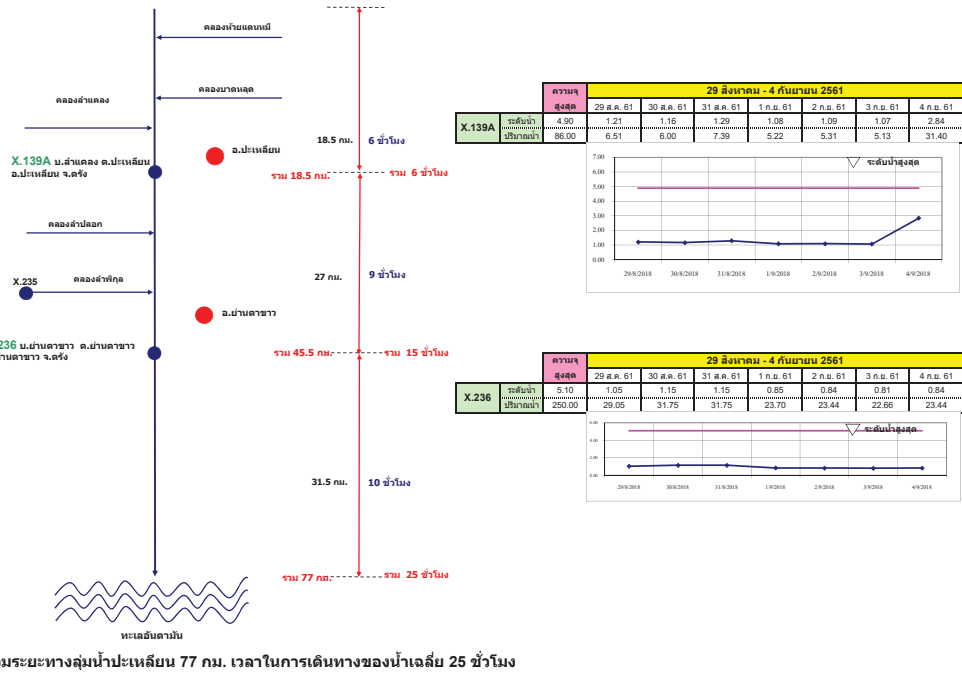 คลองห้วยแดนหมี
คลองบาดหลุด
คลองลำแคลง
18.5 กม. 6 ชั่วโมง
อ.ปะเหลียน
X.139A บ.ลำแคลง ต.ปะเหลียน
อ.ปะเหลียน จ.ตรัง
รวม 18.5 กม. รวม 6 ชั่วโมง
คลองลำปลอก
27 กม. 9 ชั่วโมง
X.235 คลองลำพิกุล
อ.ย่านตาขาว
236 บ.ย่านตาขาว ต.ย่านตาขาว
านตาขาว จ.ตรัง
รวม 45.5 กม. รวม 15 ชั่วโมง
31.5 กม. 10 ชั่วโมง
รวม 77 กม. รวม 25 ชั่วโมง
ทะเลอันดามัน
มระยะทางลุ่มน้ำปะเหลียน 77 กม. เวลาในการเดินทางของน้ำเฉลี่ย 25 ชั่วโมง
ความจุ 29 สิงหาคม - 4 กันยายน 2561
สูงสุด 29 ส.ค. 61 30 ส.ค. 61 31 ส.ค. 61 1 ก.ย. 61 2 ก.ย. 61 3 ก.ย. 61 4 ก.ย. 61
X.139A ระดับน้ำ 4.90 1.21 1.16 1.29 1.08 1.09 1.07 2.84
ปริมาณน้ำ 86.00 6.51 6.00 7.39 5.22 5.31 5.13 31.40
7.00
ระดับน้ำสูงสุด
6.00
5.00
4.00
3.00
2.00
1.00
0.00
29/8/2018 30/8/2018 31/8/2018 1/9/2018 2/9/2018 3/9/2018 4/9/2018
ความจุ 29 สิงหาคม - 4 กันยายน 2561
สูงสุด 29 ส.ค. 61 30 ส.ค. 61 31 ส.ค. 61 1 ก.ย. 61 2 ก.ย. 61 3 ก.ย. 61 4 ก.ย. 61
X.236 ระดับน้ำ 5.10 1.05 1.15 1.15 0.85 0.84 0.81 0.84
ปริมาณน้ำ 250.00 29.05 31.75 31.75 23.70 23.44 22.66 23.44
6.00
ระดับน้ำสูงสุด
4.00
2.00
0.00
29/8/2018 30/8/2018 31/8/2018 1/9/2018 2/9/2018 3/9/2018 4/9/2018